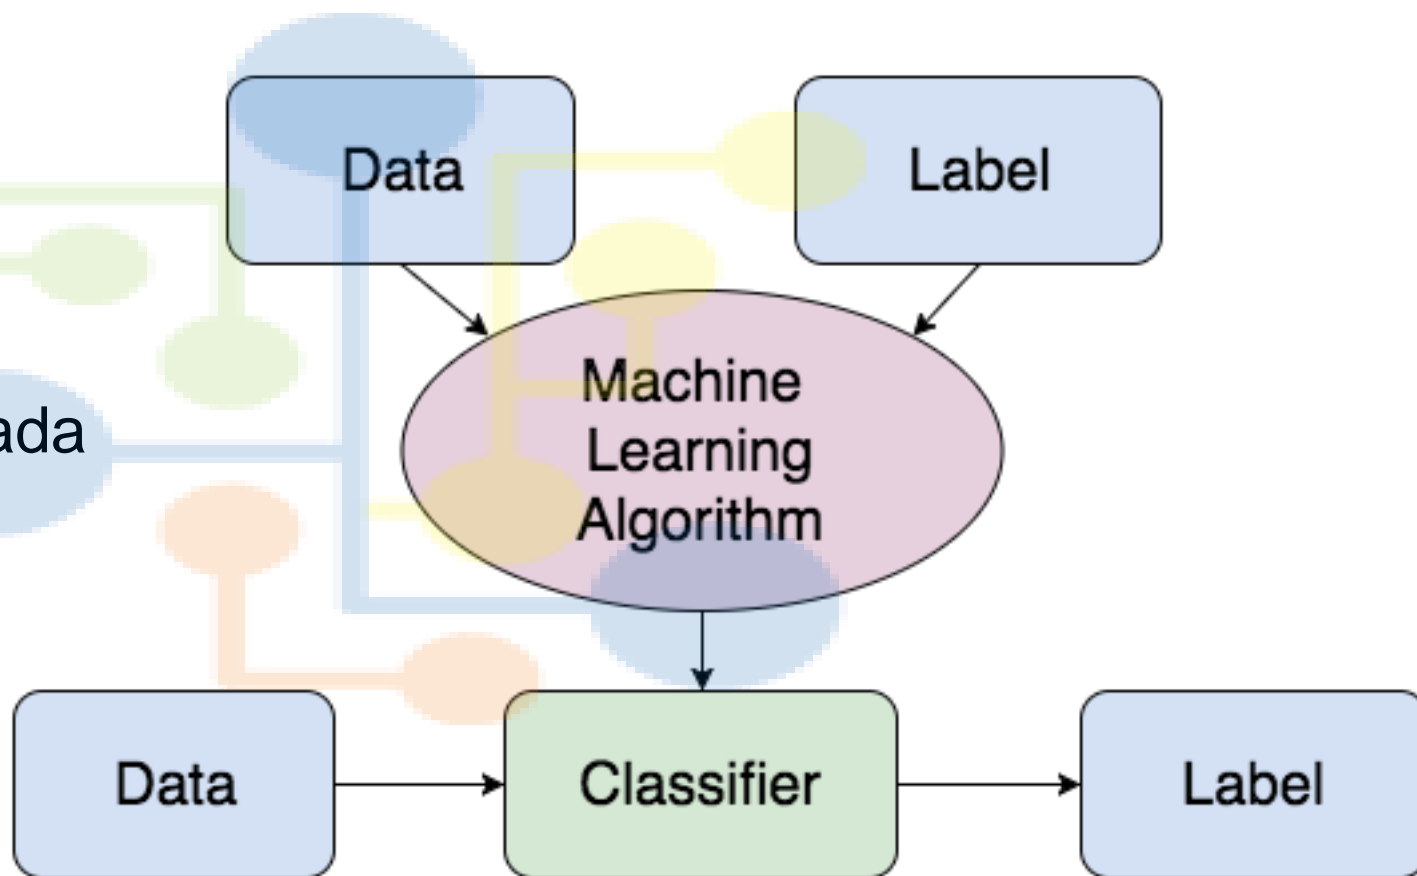 Data
Label
Machine
Learning
Algorithm
ada
Data
Classifier
Label